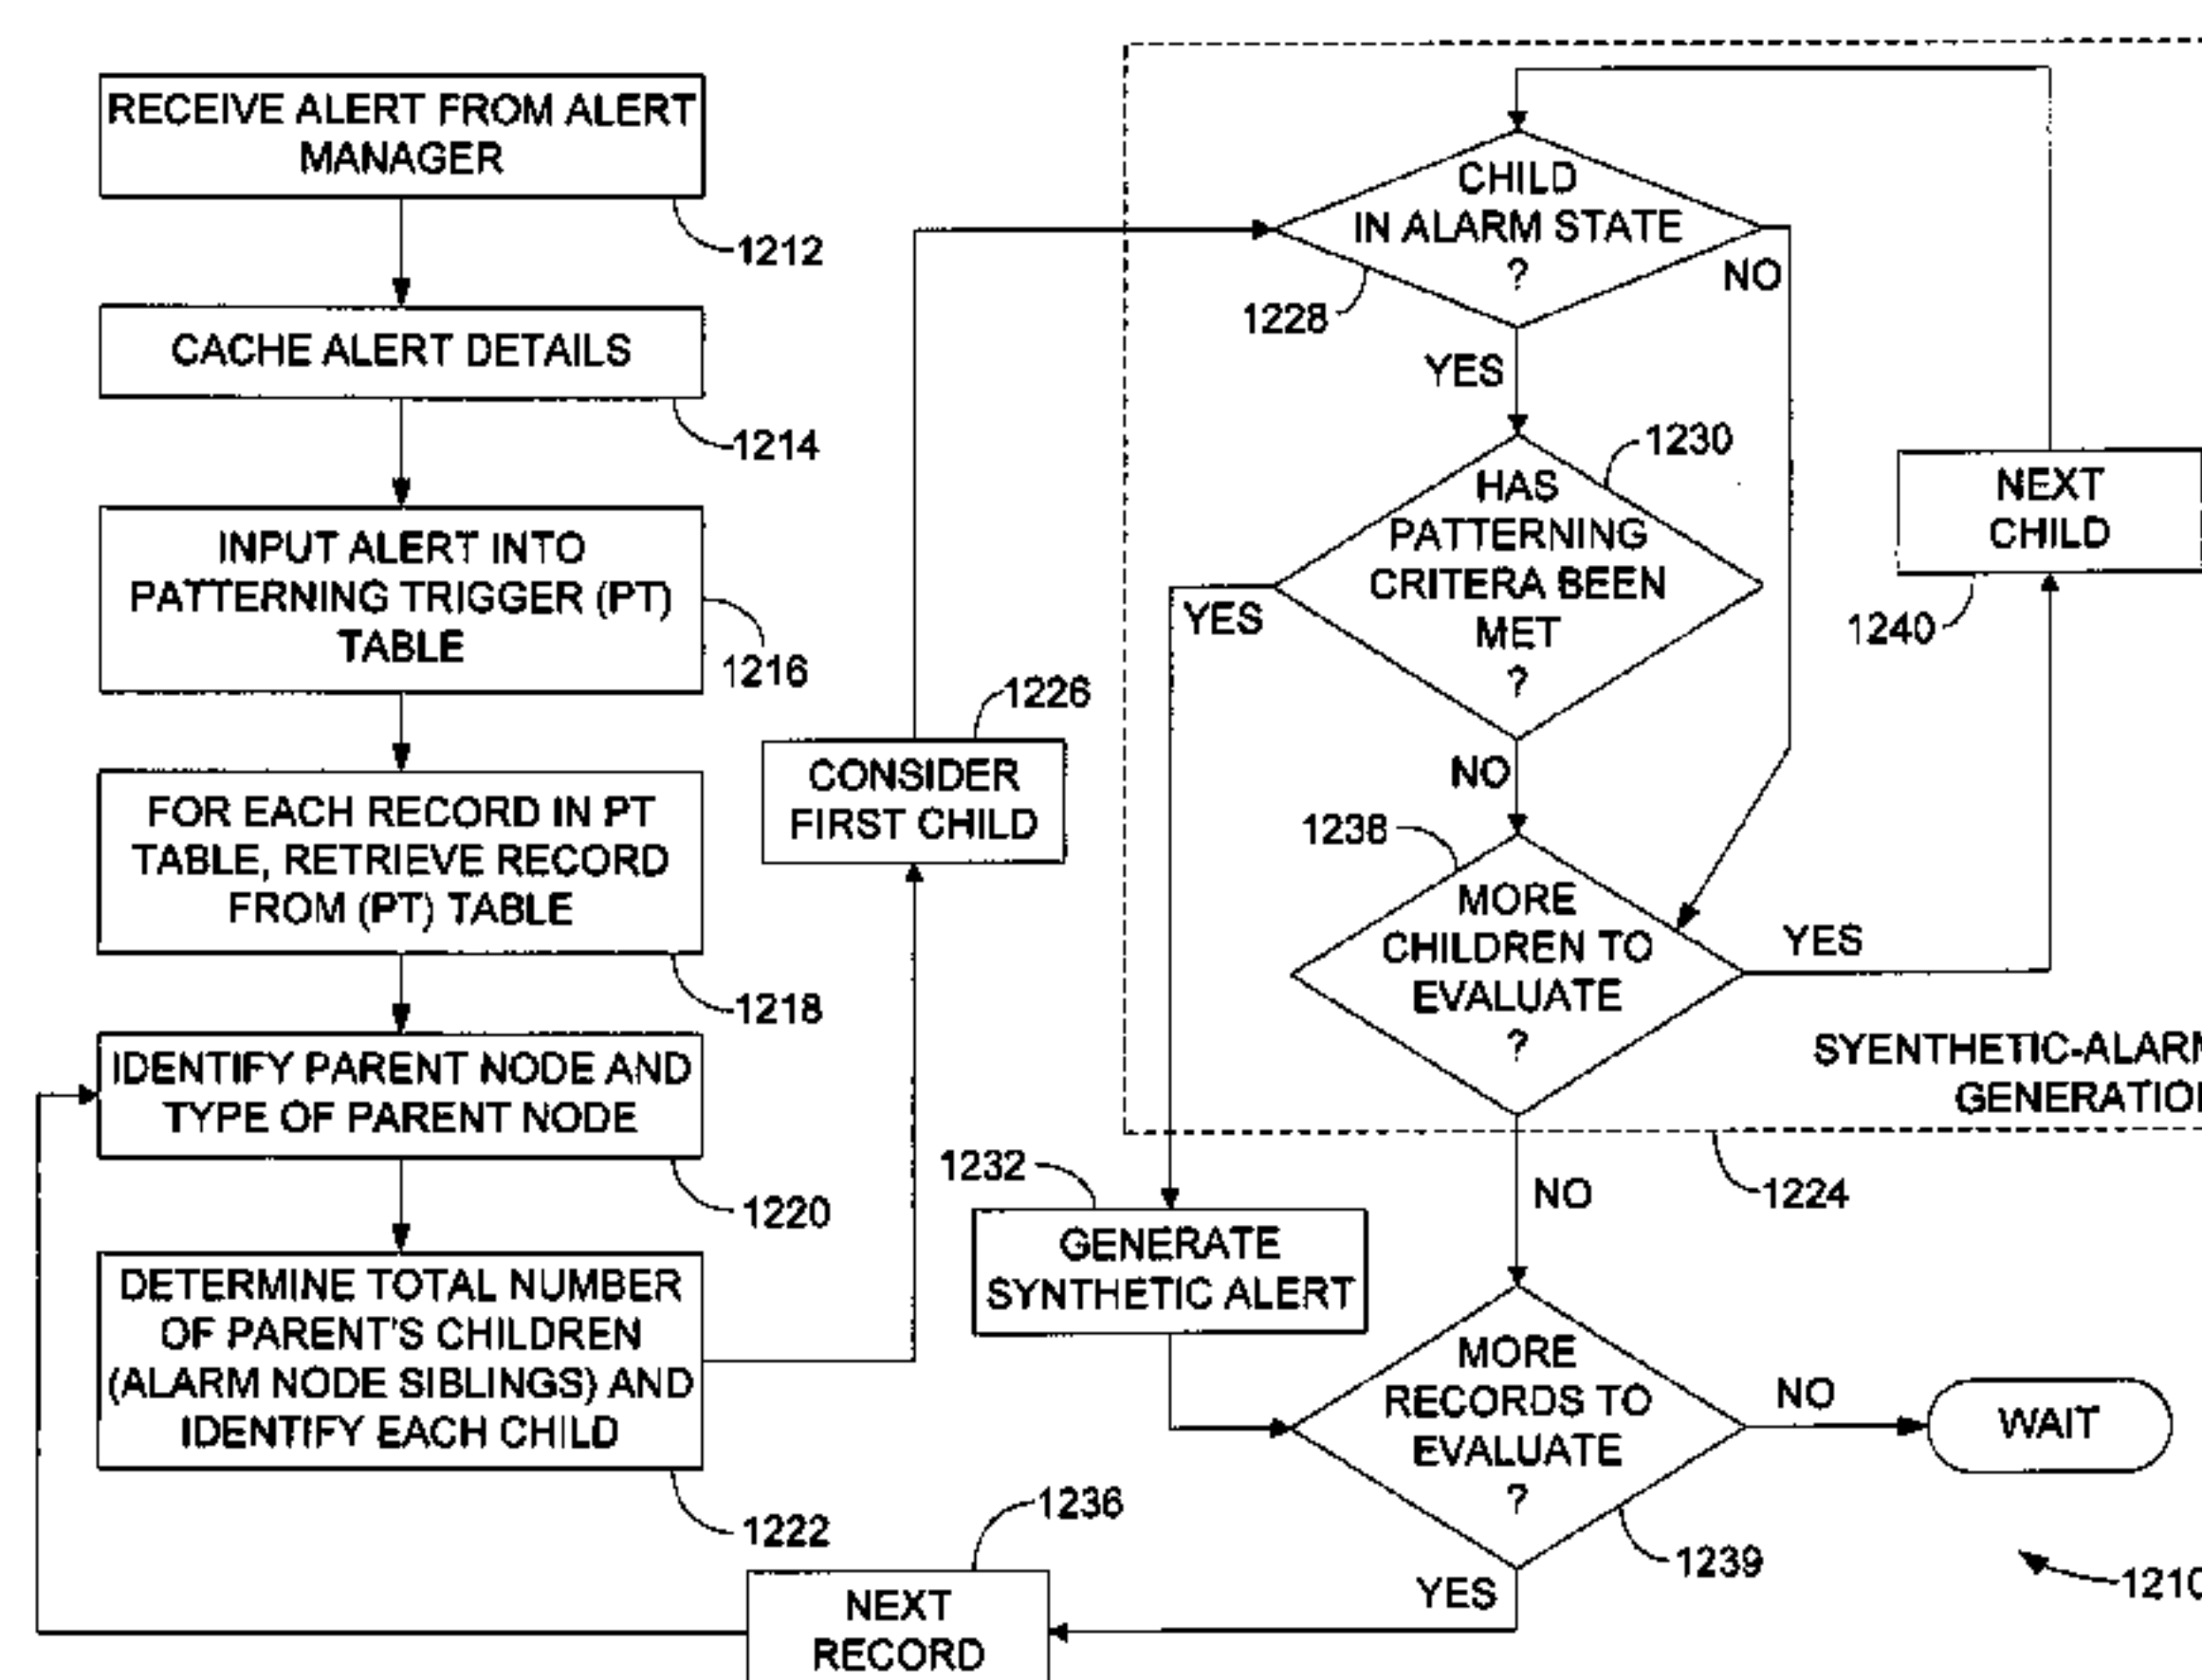 RECEIVE ALERT FROM ALERT
MANAGER
1212
CACHE ALERT DETAILS
1214
INPUT ALERT INTO
PATTERNING TRIGGER (PT)
TABLE
1216
FOR EACH RECORD IN PT
TABLE, RETRIEVE RECORD
FROM (PT) TABLE
1218
IDENTIFY PARENT NODE AND
TYPE OF PARENT NODE
1220
DETERMINE TOTAL NUMBER
OF PARENT'S CHILDREN
(ALARM NODE SIBLINGS) AND
IDENTIFY EACH CHILD
1222
1226
CONSIDER
FIRST CHILD
CHILD
IN ALARM STATE
?
NO
1228
YES
1230
HAS
PATTERNING
CRITERA BEEN
MET
?
YES
NO
NEXT
CHILD
1240
1238
MORE
CHILDREN TO
EVALUATE
?
YES
SYENTHETIC-ALARM
GENERATION
1224
NO
1232
GENERATE
SYNTHETIC ALERT
MORE
RECORDS TO
EVALUATE
?
NO
WAIT
1239
YES
1236
NEXT
RECORD
1210